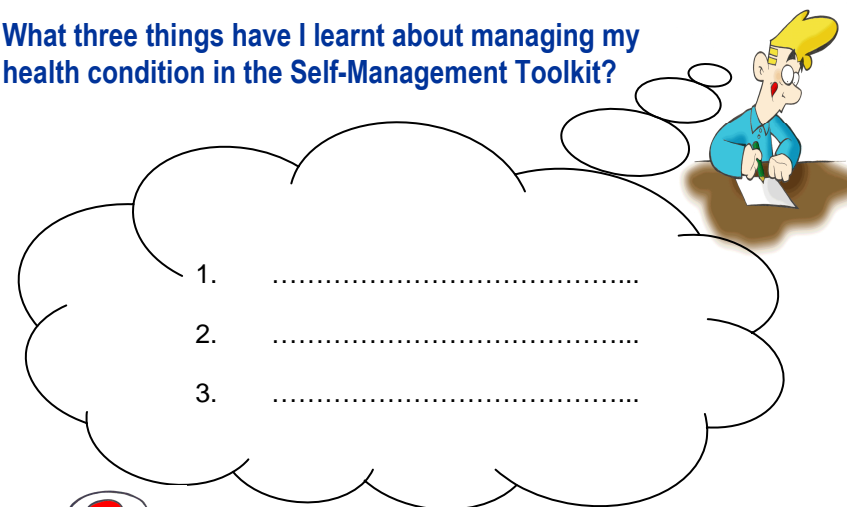 What three things have I learnt about managing my
health condition in the Self-Management Toolkit?
1. …………………………………...
2. …………………………………...
3. …………………………………...